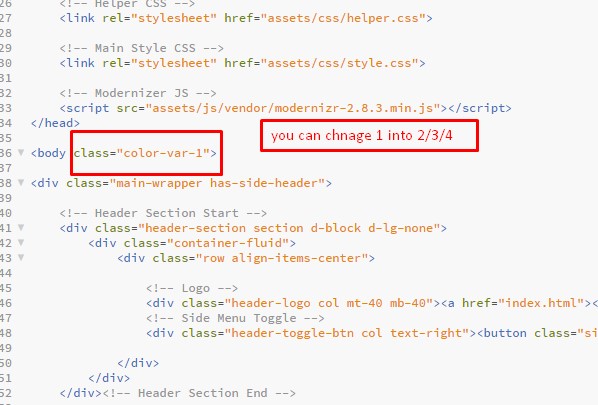 26 <!-- Helper CSS -->
27 <link rel="stylesheet" href="assets/css/helper.css">
28
29 <!-- Main Style CSS -->
30 <link rel="stylesheet" href="assets/css/style.css">
31
32 <!-- Modernizer JS -->
33 <script src="assets/js/vendor/modernizr-2.8.3.min.js"></script>
34 </head>
35
36 <body class="color-var-1">
you can chnage 1 into 2/3/4
37
38 <div class="main-wrapper has-side-header">
39
40 <!-- Header Section Start -->
41 <div class="header-section section d-block d-lg-none">
42 <div class="container-fluid">
43 <div class="row align-items-center">
44
45 <!-- Logo -->
46 <div class="header-logo col mt-40 mb-40"><a href="index.html"><
47 <!-- Side Menu Toggle -->
48 <div class="header-toggle-btn col text-right"><button class="si
49
50 </div>
51 </div>
52 </div><!-- Header Section End -->